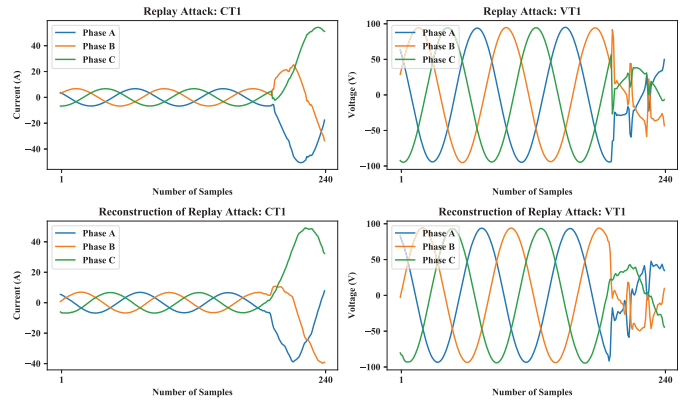 Replay Attack: CT1
Current (A)
40
20
0
−20
−40
Phase A
Phase B
Phase C
1
240
Number of Samples
Replay Attack: VT1
Voltage (V)
100
50
0
−50
−100
Phase A
Phase B
Phase C
1
240
Number of Samples
Reconstruction of Replay Attack: CT1
Current (A)
40
20
0
−20
−40
Phase A
Phase B
Phase C
1
240
Number of Samples
Reconstruction of Replay Attack: VT1
Voltage (V)
100
50
0
−50
−100
Phase A
Phase B
Phase C
1
240
Number of Samples